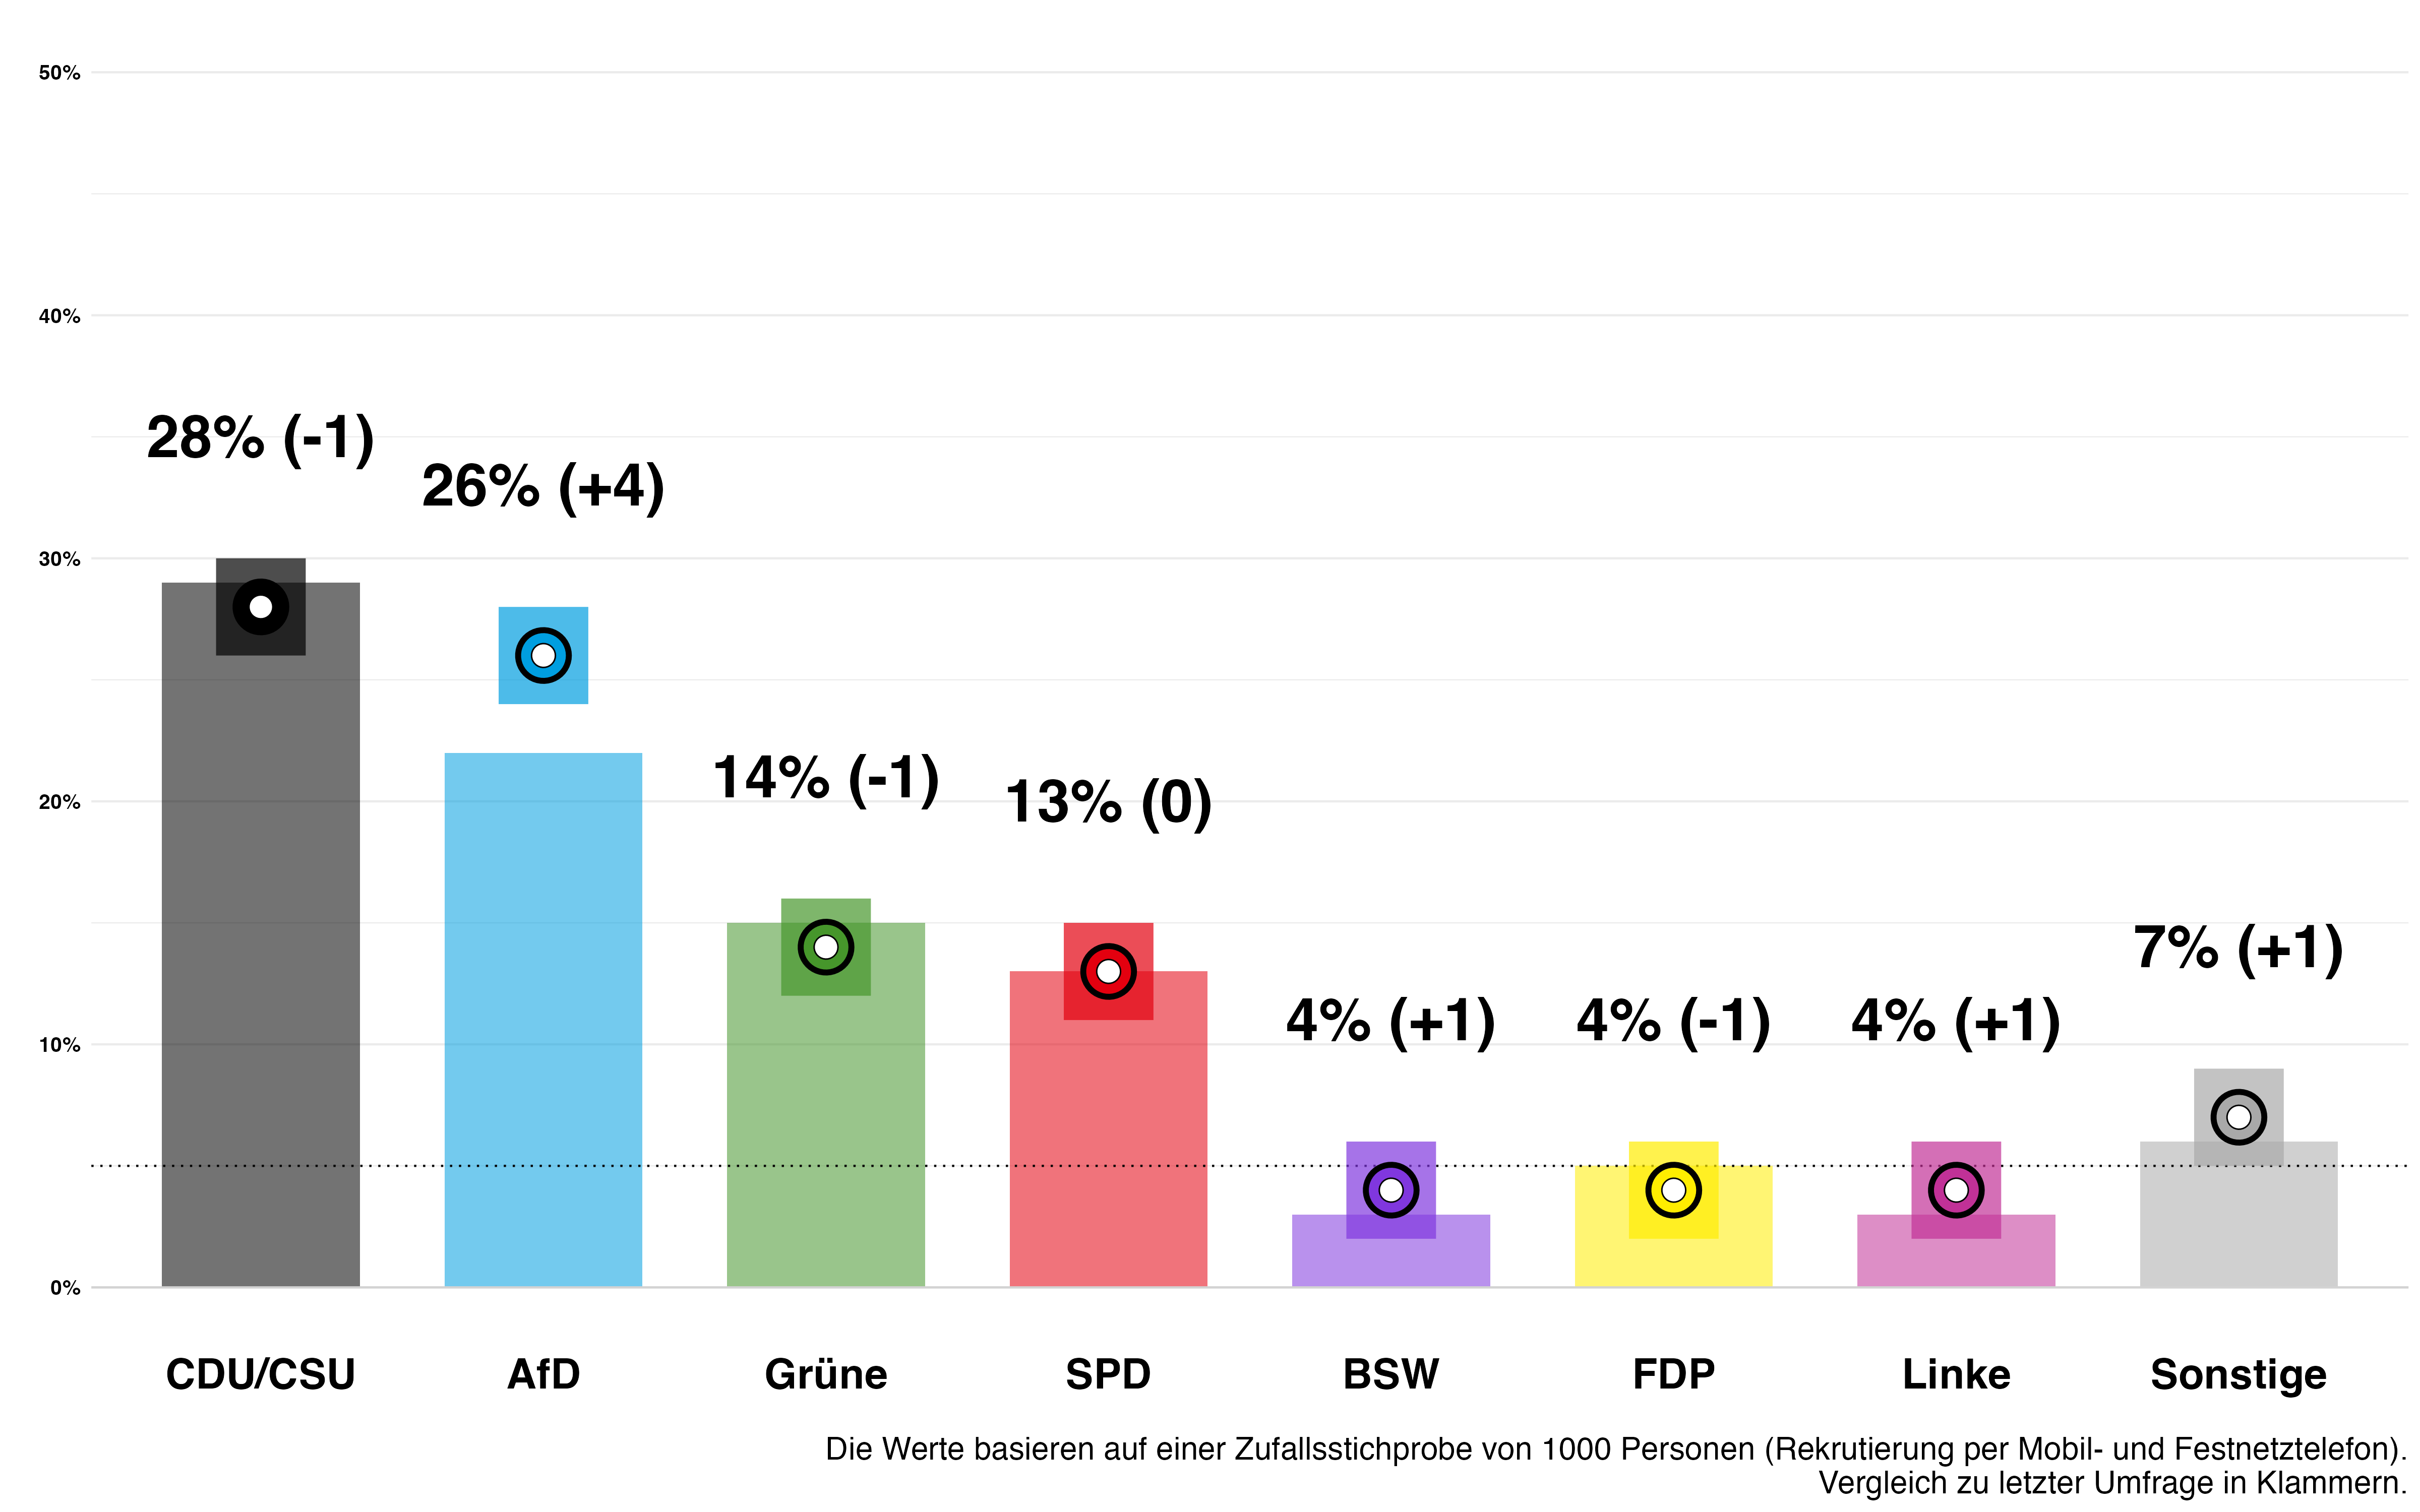 50%
40%
30%
20%
10%
0%
28% (-1)
26% (+4)
14% (-1)
13% (0)
4% (+1)
4% (-1)
4% (+1)
7% (+1)
CDU/CSU
AfD
Grüne
SPD
BSW
FDP
Linke
Sonstige
Die Werte basieren auf einer Zufallsstichprobe von 1000 Personen (Rekrutierung per Mobil- und Festnetztelefon).
Vergleich zu letzter Umfrage in Klammern.